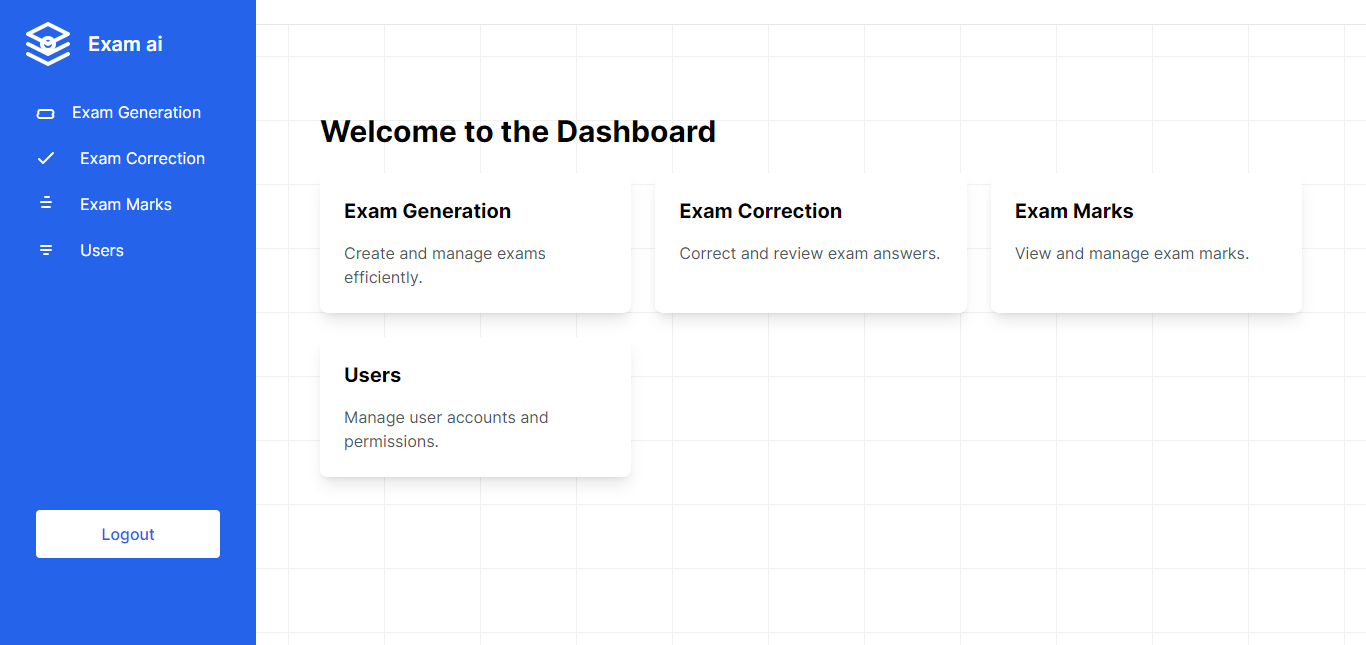 Exam ai
Exam Generation
Exam Correction
Exam Marks
Users
Logout
Welcome to the Dashboard
Exam Generation
Create and manage exams
efficiently.
Exam Correction
Correct and review exam answers.
Exam Marks
View and manage exam marks.
Users
Manage user accounts and
permissions.